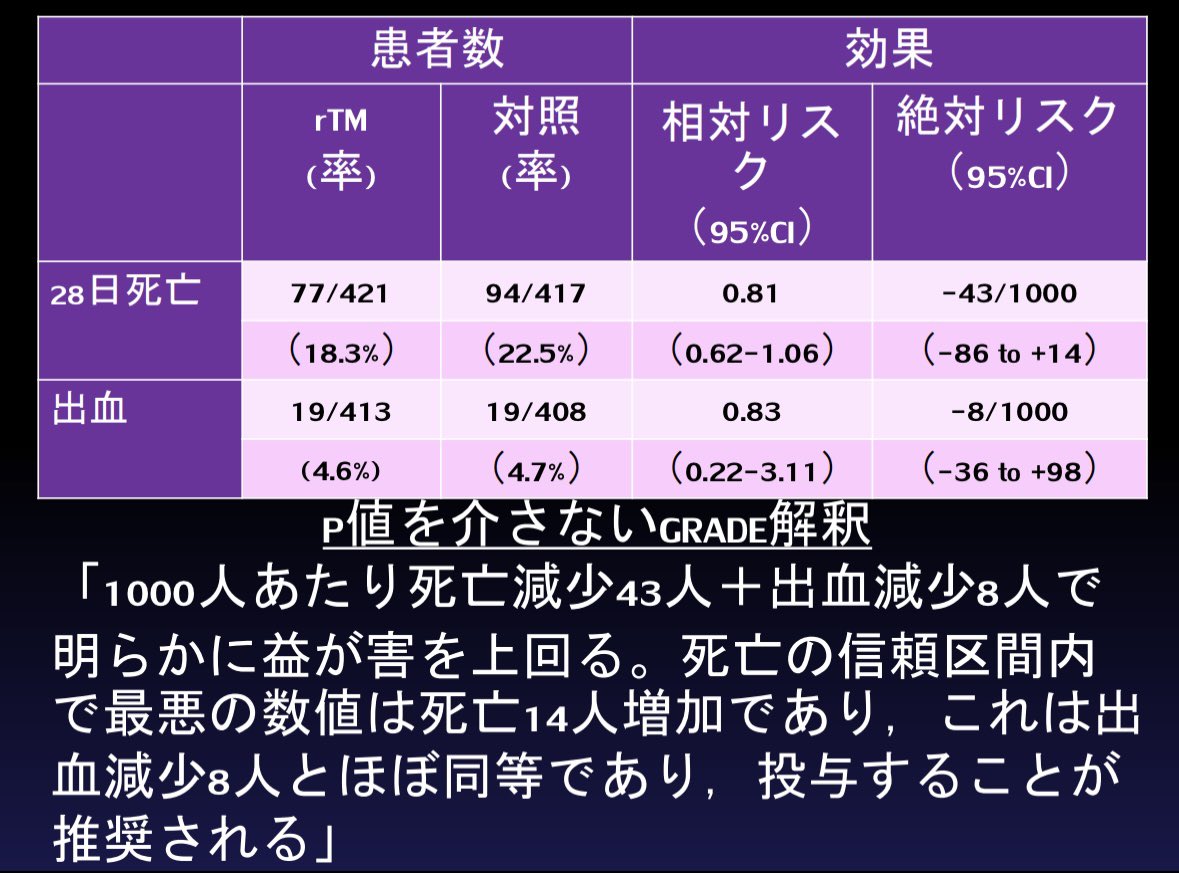 患者数 効果
rTM (率) 対照 (率) 相対リスク （95%CI） 絶対リスク （95%CI）
28日死亡 77/421 94/417 0.81 -43/1000
（18.3%） （22.5%） （0.62-1.06） （-86 to +14）
出血 19/413 19/408 0.83 -8/1000
(4.6%) （4.7%） （0.22-3.11） （-36 to +98）
P値を介さないGRADE解釈
「1000人あたり死亡減少43人＋出血減少8人で
明らかに益が害を上回る。死亡の信頼区間内
で最悪の数値は死亡14人増加であり，これは出
血減少8人とほぼ同等であり，投与することが
推奨される」